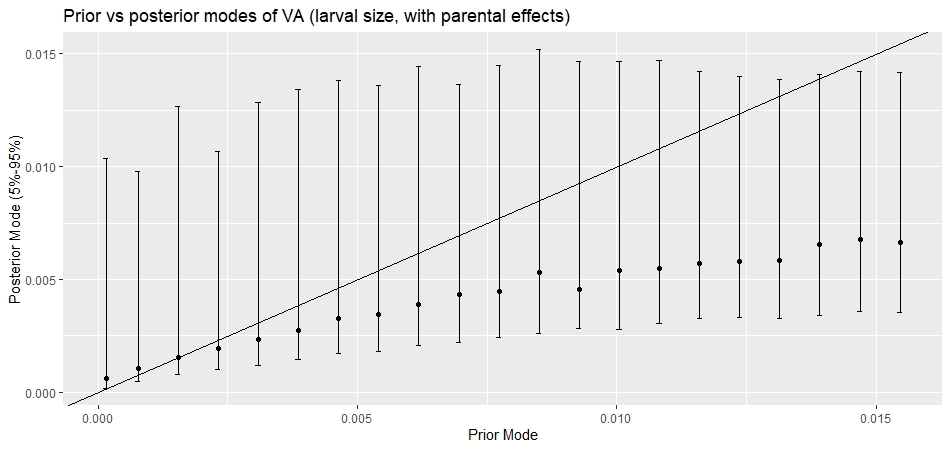 Prior vs posterior modes of VA (larval size, with parental effects)
Posterior Mode (5%-95%)
0.015
0.010
0.005
0.000
0.000
0.005
0.010
0.015
Prior Mode